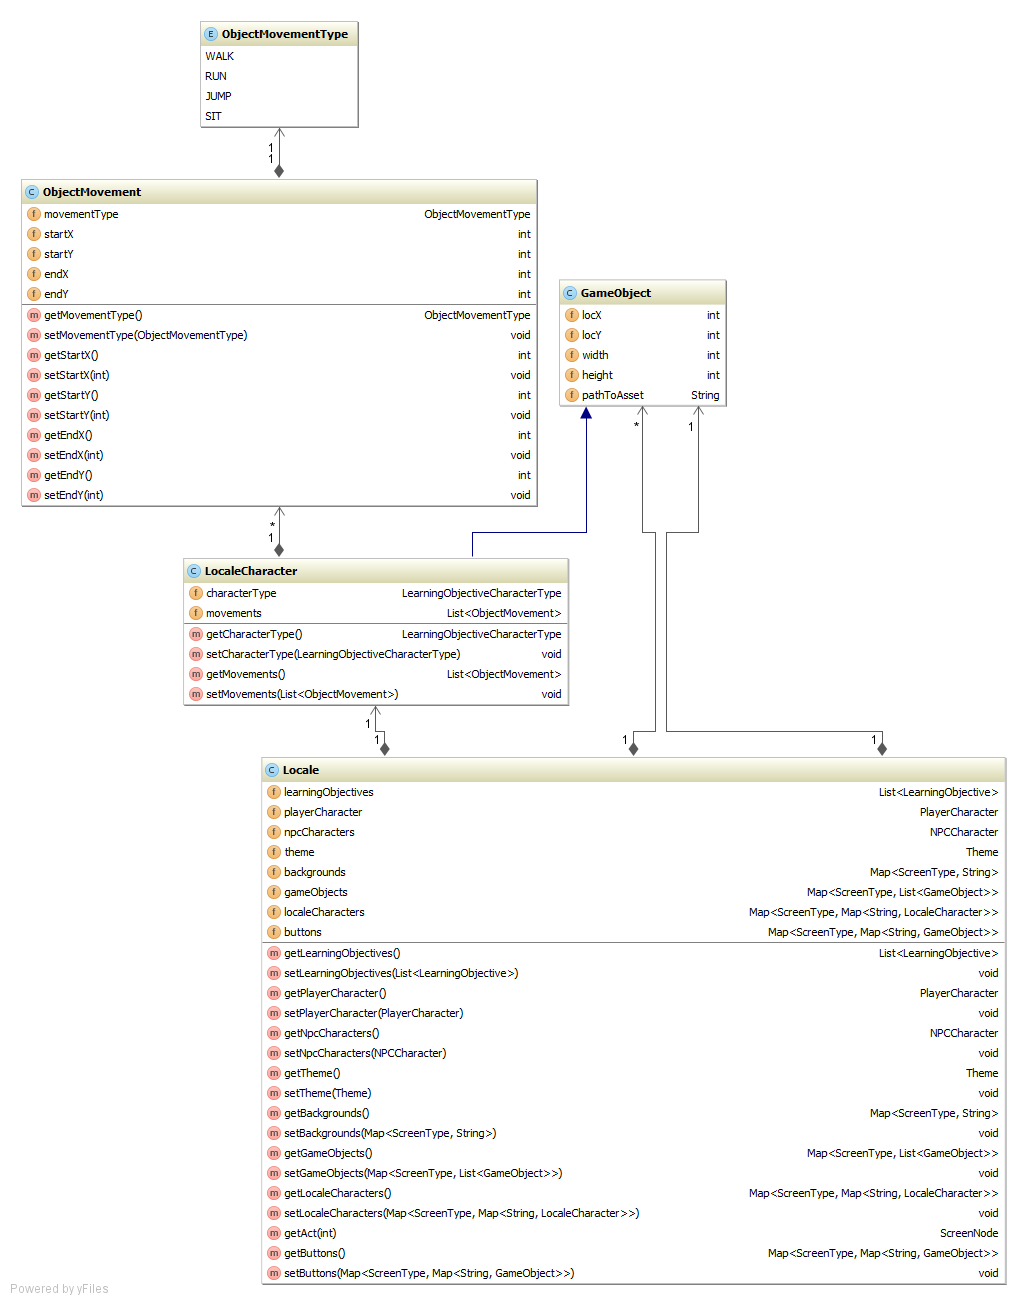 E ObjectMovementType
WALK
RUN
JUMP
SIT
1
1
C ObjectMovement
f movementType ObjectMovementType
f startX int
f startY int
f endX int
f endY int
m getMovementType() ObjectMovementType
m setMovementType(ObjectMovementType) void
m getStartX() int
m setStartX(int) void
m getStartY() int
m setStartY(int) void
m getEndX() int
m setEndX(int) void
m getEndY() int
m setEndY(int) void
C GameObject
f locX int
f locY int
f width int
f height int
f pathToAsset String
* 1
*
1
C LocaleCharacter
f characterType LearningObjectiveCharacterType
f movements List<ObjectMovement>
m getCharacterType() LearningObjectiveCharacterType
m setCharacterType(LearningObjectiveCharacterType) void
m getMovements() List<ObjectMovement>
m setMovements(List<ObjectMovement>) void
1
1 1 1
C Locale
f learningObjectives List<LearningObjective>
f playerCharacter PlayerCharacter
f npcCharacters NPCCharacter
f theme Theme
f backgrounds Map<ScreenType, String>
f gameObjects Map<ScreenType, List<GameObject>>
f localeCharacters Map<ScreenType, Map<String, LocaleCharacter>>
f buttons Map<ScreenType, Map<String, GameObject>>
m getLearningObjectives() List<LearningObjective>
m setLearningObjectives(List<LearningObjective>) void
m getPlayerCharacter() PlayerCharacter
m setPlayerCharacter(PlayerCharacter) void
m getNpcCharacters() NPCCharacter
m setNpcCharacters(NPCCharacter) void
m getTheme() Theme
m setTheme(Theme) void
m getBackgrounds() Map<ScreenType, String>
m setBackgrounds(Map<ScreenType, String>) void
m getGameObjects() Map<ScreenType, List<GameObject>>
m setGameObjects(Map<ScreenType, List<GameObject>>) void
m getLocaleCharacters() Map<ScreenType, Map<String, LocaleCharacter>>
m setLocaleCharacters(Map<ScreenType, Map<String, LocaleCharacter>>) void
m getAct(int) ScreenNode
m getButtons() Map<ScreenType, Map<String, GameObject>>
m setButtons(Map<ScreenType, Map<String, GameObject>>) void
Powered by yFiles